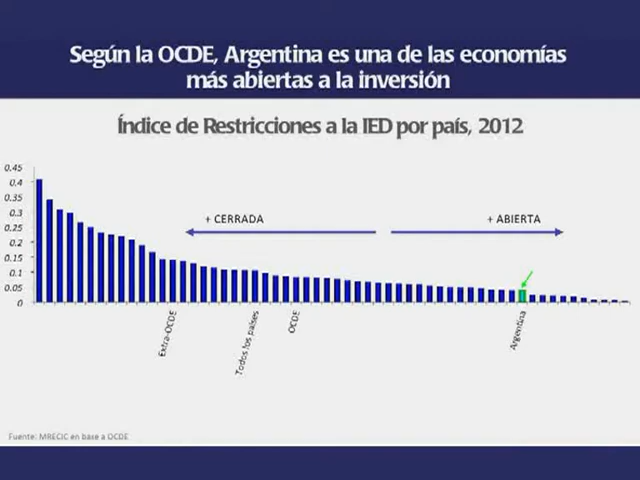 Según la OCDE, Argentina es una de las economías
más abiertas a la inversión
Índice de Restricciones a la IED por país, 2012
0.45
0.4
0.35
0.3
0.25
0.2
0.15
0.1
0.05
0
+ CERRADA
+ ABIERTA
Extra-OCDE
Todos los países
OCDE
Argentina
Fuente: MRECIC en base a OCDE